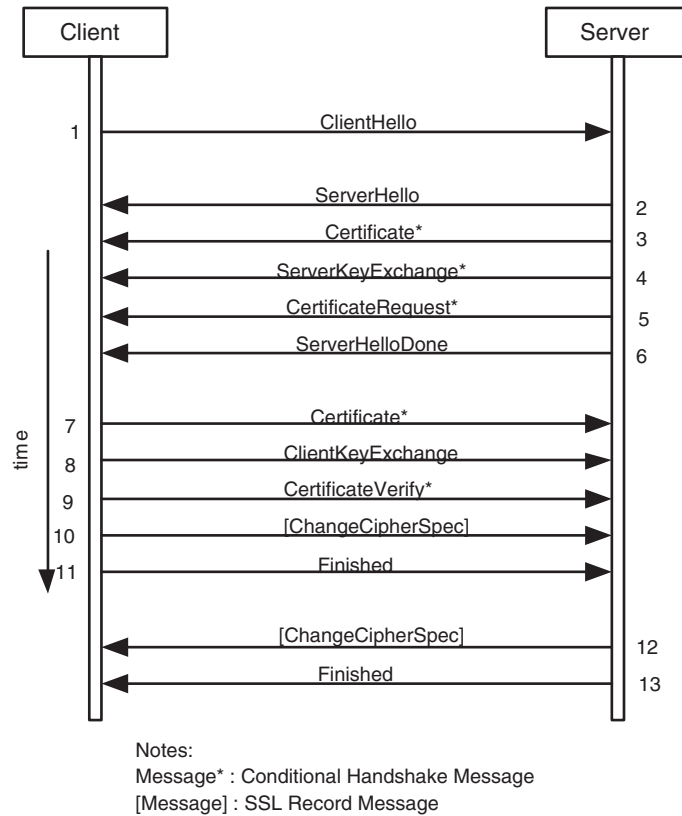 Client
Server
1
ClientHello
ServerHello
2
Certificate*
3
ServerKeyExchange*
4
CertificateRequest*
5
ServerHelloDone
6
time
7
Certificate*
8
ClientKeyExchange
9
CertificateVerify*
10
[ChangeCipherSpec]
11
Finished
[ChangeCipherSpec]
12
Finished
13
Notes:
Message* : Conditional Handshake Message
[Message] : SSL Record Message